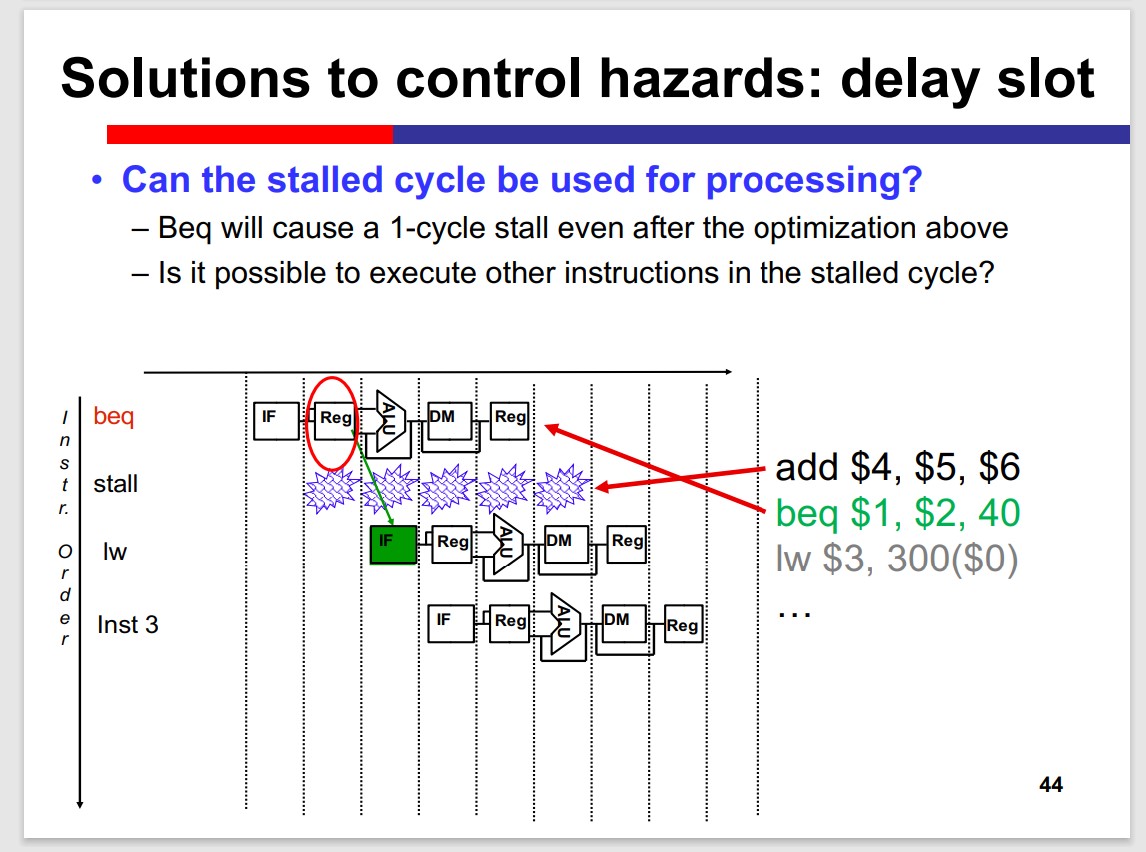 Solutions to control hazards: delay slot
• Can the stalled cycle be used for processing?
– Beq will cause a 1-cycle stall even after the optimization above
– Is it possible to execute other instructions in the stalled cycle?
Instr. Order
beq
IF Reg ALU DM Reg
stall
lw
IF Reg ALU DM Reg
Inst 3
IF Reg ALU DM Reg
add $4, $5, $6
beq $1, $2, 40
lw $3, 300($0)
...
44